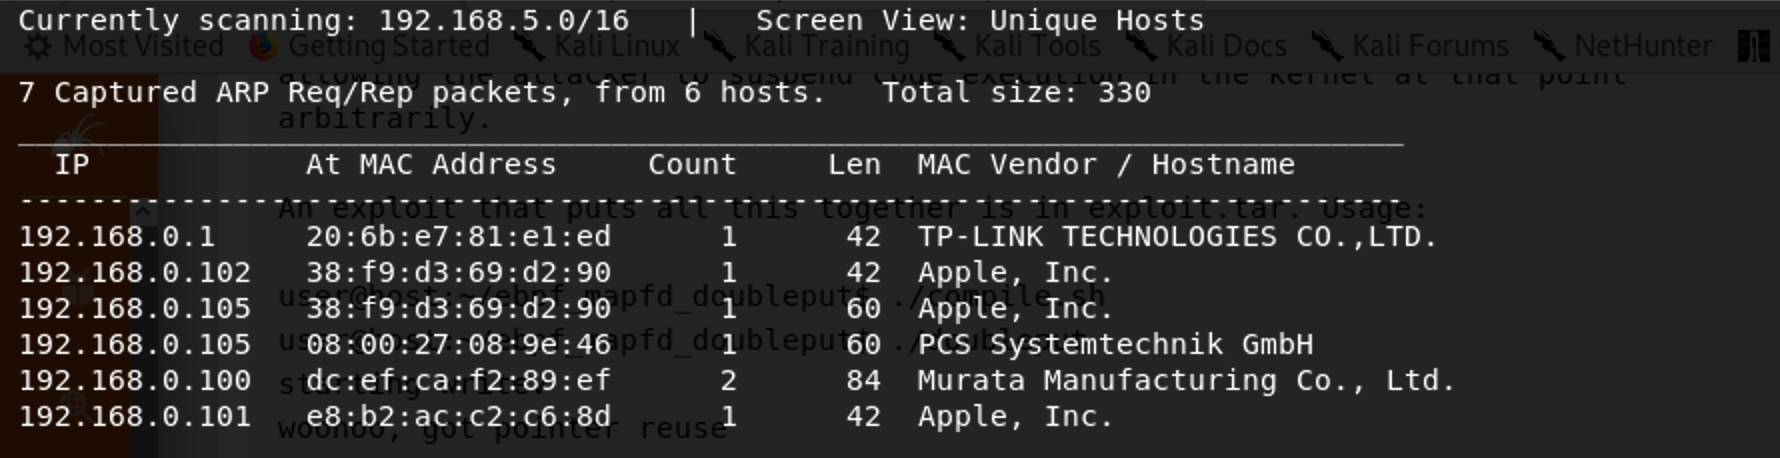 Currently scanning: 192.168.5.0/16   |   Screen View: Unique Hosts
Most Visited Getting Started Kali Linux Kali Training Kali Tools Kali Docs Kali Forums NetHunter
allowing the attacker to suspend code execution in the kernel at that point
7 Captured ARP Req/Rep packets, from 6 hosts.   Total size: 330
arbitrarily.
IP At MAC Address Count Len MAC Vendor / Hostname
An exploit that puts all this together is in exploit.tar. Usage:
192.168.0.1 20:6b:e7:81:e1:ed 1 42 TP-LINK TECHNOLOGIES CO.,LTD.
192.168.0.102 38:f9:d3:69:d2:90 1 42 Apple, Inc.
user@host:~/ebpf_mapfd_doubleput$ ./compile.sh
192.168.0.105 38:f9:d3:69:d2:90 1 60 Apple, Inc.
192.168.0.105 08:00:27:08:9e:46 1 60 PCS Systemtechnik GmbH
192.168.0.100 dc:ef:ca:f2:89:ef 2 84 Murata Manufacturing Co., Ltd.
192.168.0.101 e8:b2:ac:c2:c6:8d 1 42 Apple, Inc.
woohoo, got pointer reuse